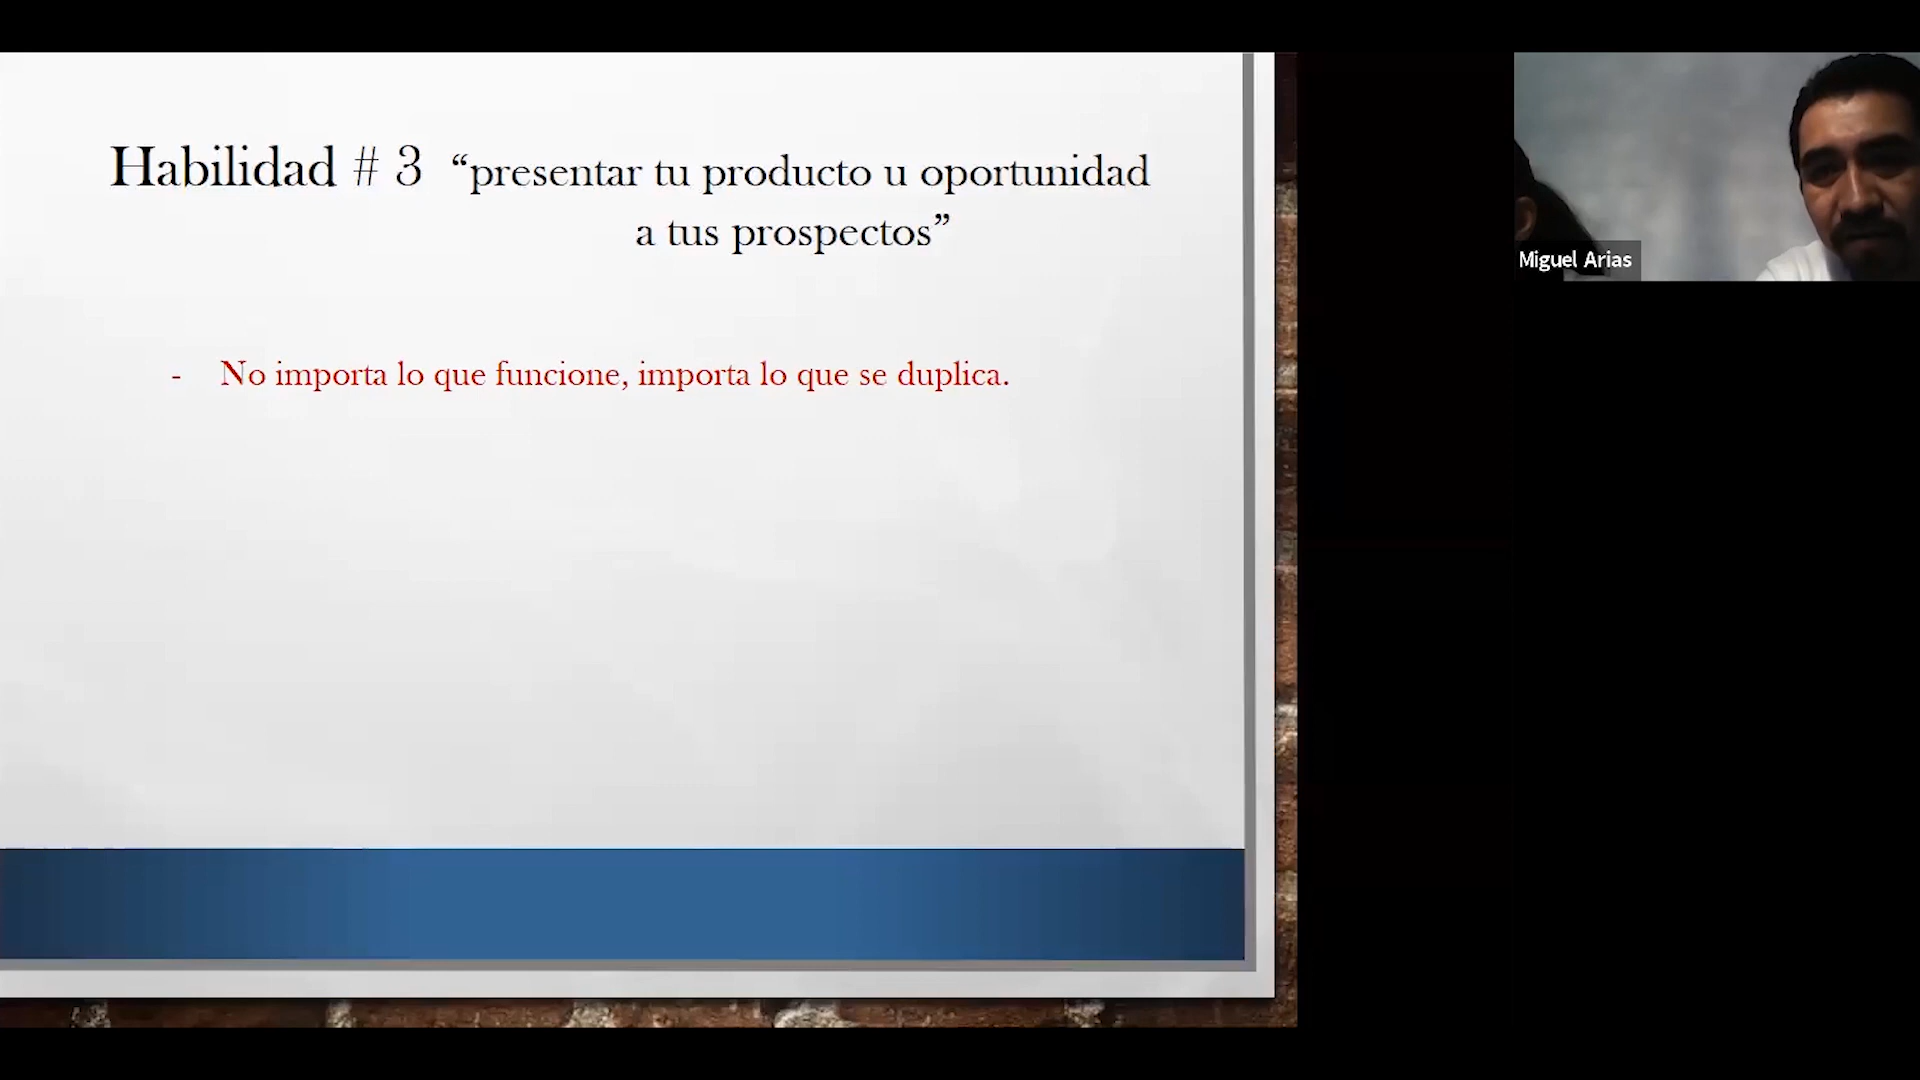 Habilidad # 3 “presentar tu producto u oportunidad
a tus prospectos”
- No importa lo que funcione, importa lo que se duplica.
Miguel Arias